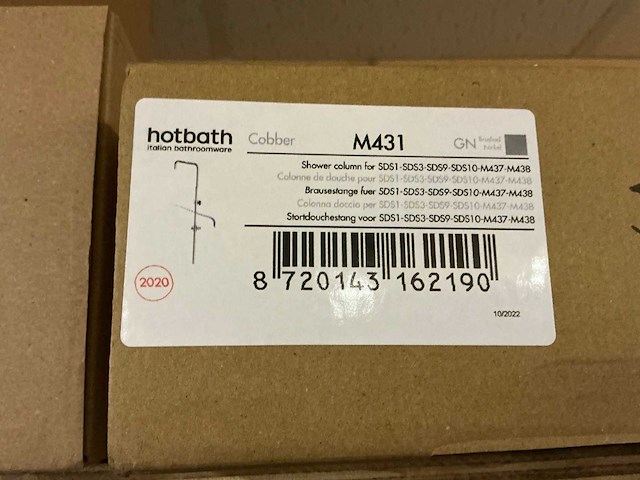 hotbath
italian bathroomware
Cobber
M431
GN Brushed
Nickel
Shower column for SDS1-SDS3-SDS9-SDS10-M437-M438
Colonne de douche pour SDS1-SDS3-SDS9-SDS10-M437-M438
Brausestange fuer SDS1-SDS3-SDS9-SDS10-M437-M438
Colonna doccia per SDS1-SDS3-SDS9-SDS10-M437-M438
Stortdouchestang voor SDS1-SDS3-SDS9-SDS10-M437-M438
8 720143 162190
2020
10/2022